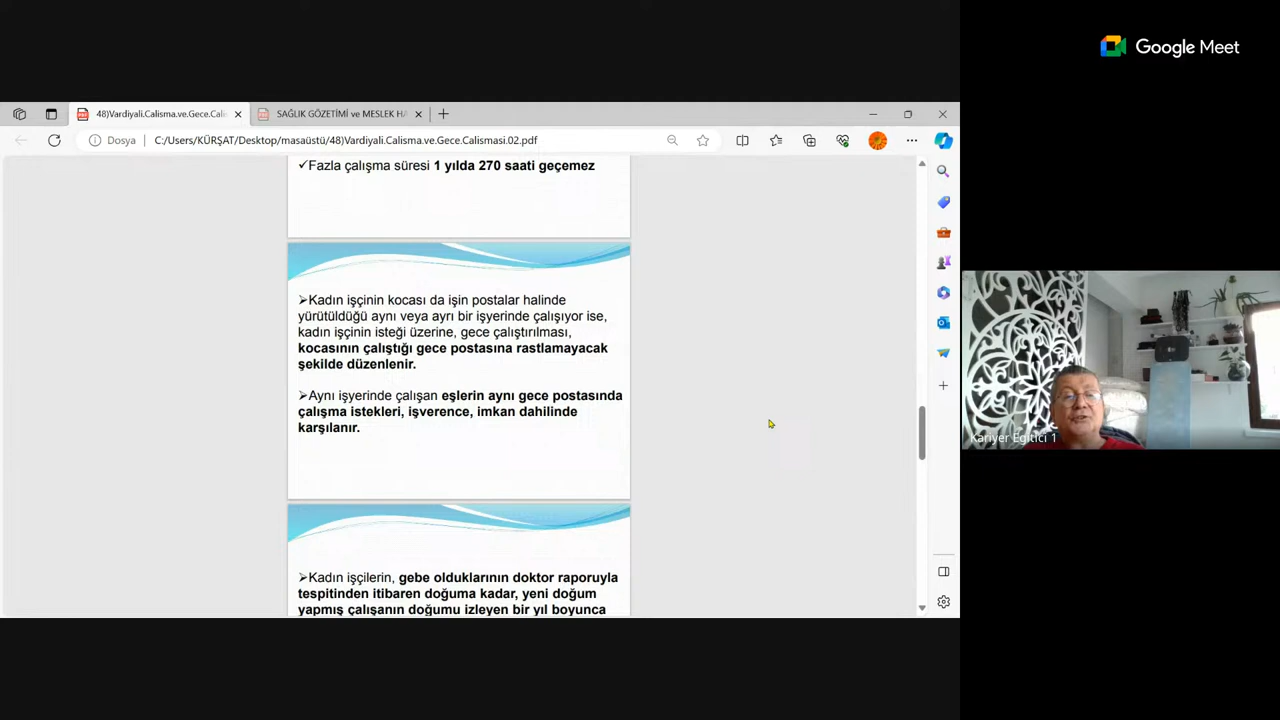 Google Meet
48)Vardiyali.Calisma.ve.Gece.Cali
SAĞLIK GÖZETİMİ ve MESLEK HA
Dosya
C:/Users/KÜRŞAT/Desktop/masaüstü/48)Vardiyali.Calisma.ve.Gece.Calismasi.02.pdf
✓Fazla çalışma süresi 1 yılda 270 saati geçemez
➢Kadın işçinin kocası da işin postalar halinde
yürütüldüğü aynı veya ayrı bir işyerinde çalışıyor ise,
kadın işçinin isteği üzerine, gece çalıştırılması,
kocasının çalıştığı gece postasına rastlamayacak
şekilde düzenlenir.
➢Aynı işyerinde çalışan eşlerin aynı gece postasında
çalışma istekleri, işverence, imkan dahilinde
karşılanır.
➢Kadın işçilerin, gebe olduklarının doktor raporuyla
tespitinden itibaren doğuma kadar, yeni doğum
yapmış çalışanın doğumu izleyen bir yıl boyunca
Kariyer Eğitici 1